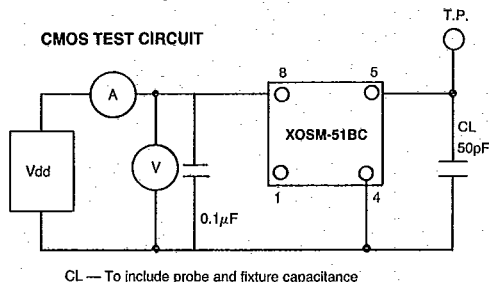 T.P.
CMOS TEST CIRCUIT
A
8
5
XOSM-51BC
CL
50pF
Vdd
V
1
4
0.1μF
CL — To include probe and fixture capacitance